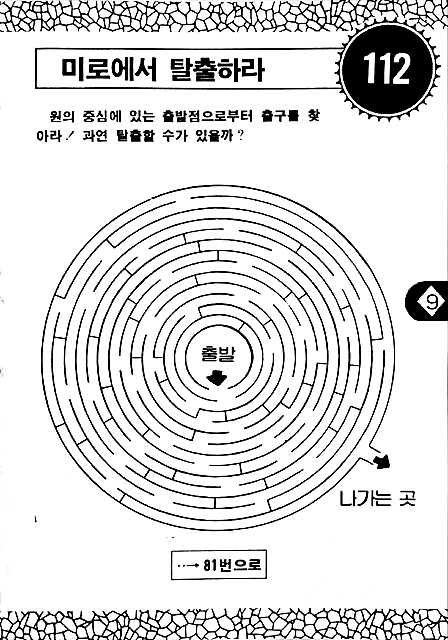 미로에서 탈출하라
112
원의 중심에 있는 출발점으로부터 출구를 찾
아라! 과연 탈출할 수가 있을까?
9
출발
나가는 곳
…→ 81번으로